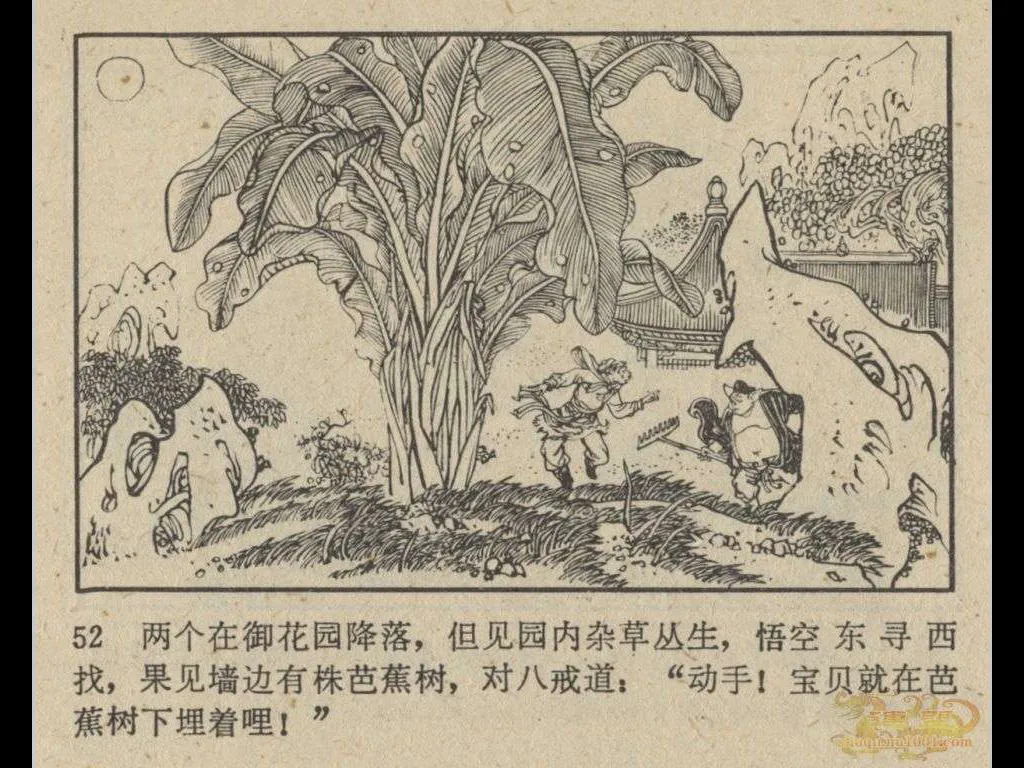 52 两个在御花园降落，但见园内杂草丛生，悟空东寻西
找，果见墙边有株芭蕉树，对八戒道：“动手！宝贝就在芭
蕉树下埋着哩！”